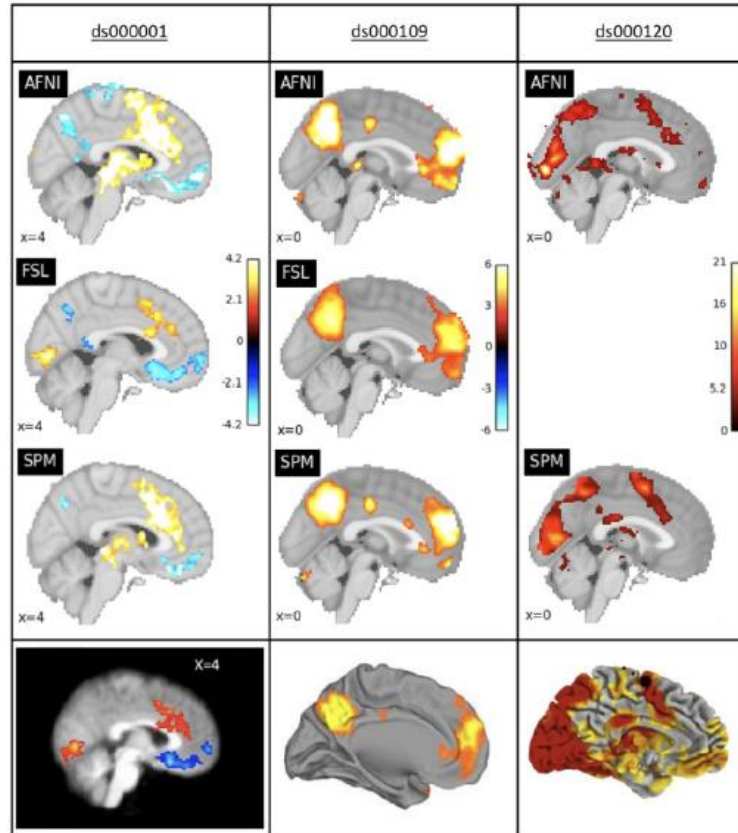 ds000001
ds000109
ds000120
AFNI
AFNI
AFNI
x=4
x=0
x=0
FSL
4.2
2.1
0
-2.1
-4.2
x=4
FSL
6
3
0
-3
-6
x=0
21
16
10
5.2
0
SPM
SPM
SPM
x=4
x=0
x=0
X=4